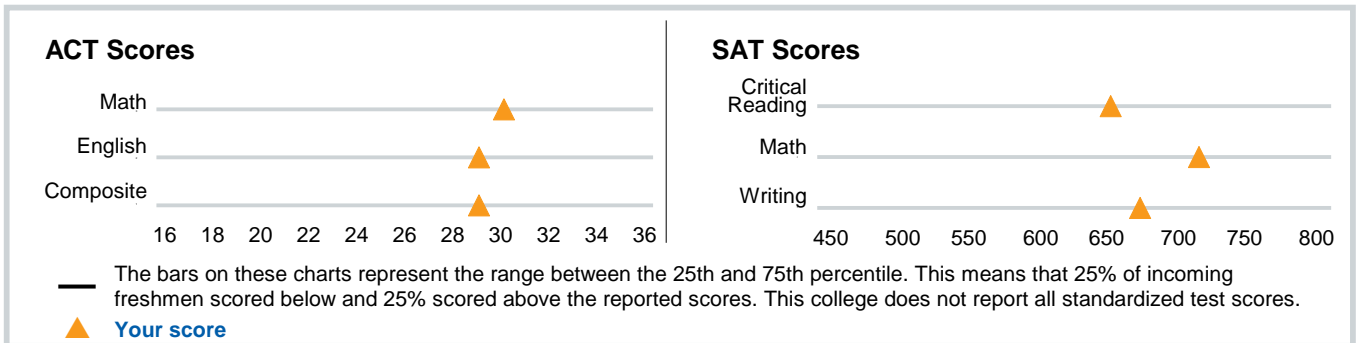 ACT Scores
Math
English
Composite
16 18 20 22 24 26 28 30 32 34 36
SAT Scores
Critical
Reading
Math
Writing
450 500 550 600 650 700 750 800
The bars on these charts represent the range between the 25th and 75th percentile. This means that 25% of incoming
freshmen scored below and 25% scored above the reported scores. This college does not report all standardized test scores.
Your score